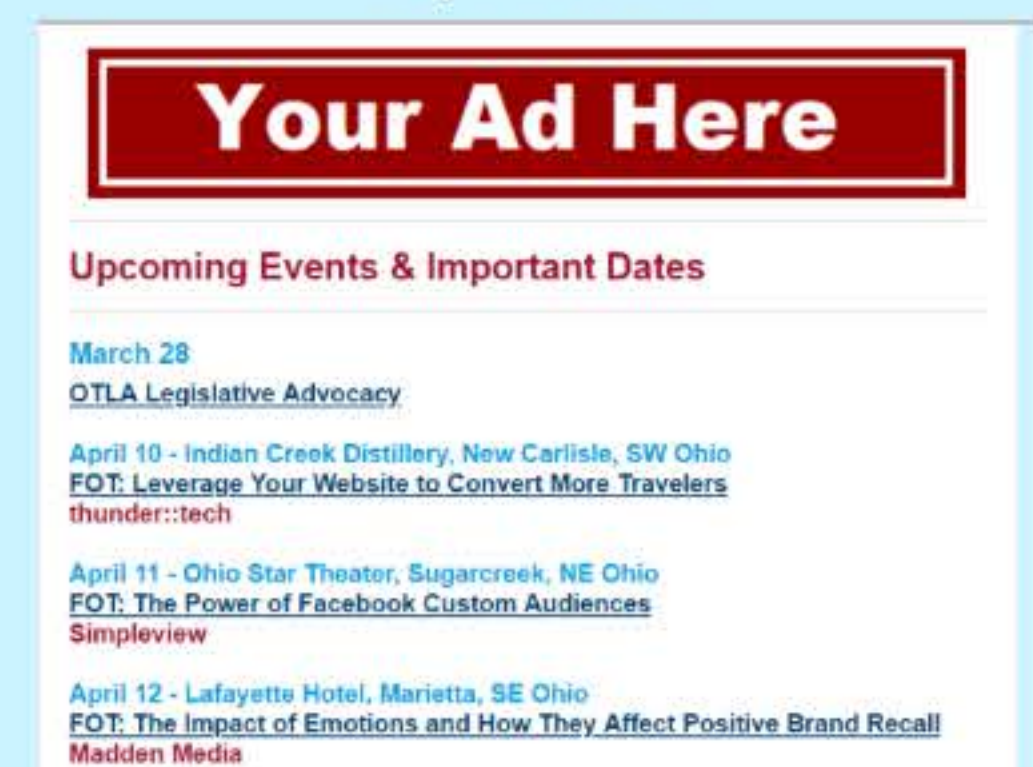 Your Ad Here
Upcoming Events & Important Dates
March 28
OTLA Legislative Advocacy
April 10 - Indian Creek Distillery, New Carlisle, SW Ohio
FOT: Leverage Your Website to Convert More Travelers
thunder::tech
April 11 - Ohio Star Theater, Sugarcreek, NE Ohio
FOT: The Power of Facebook Custom Audiences
Simpleview
April 12 - Lafayette Hotel, Marietta, SE Ohio
FOT: The Impact of Emotions and How They Affect Positive Brand Recall
Madden Media